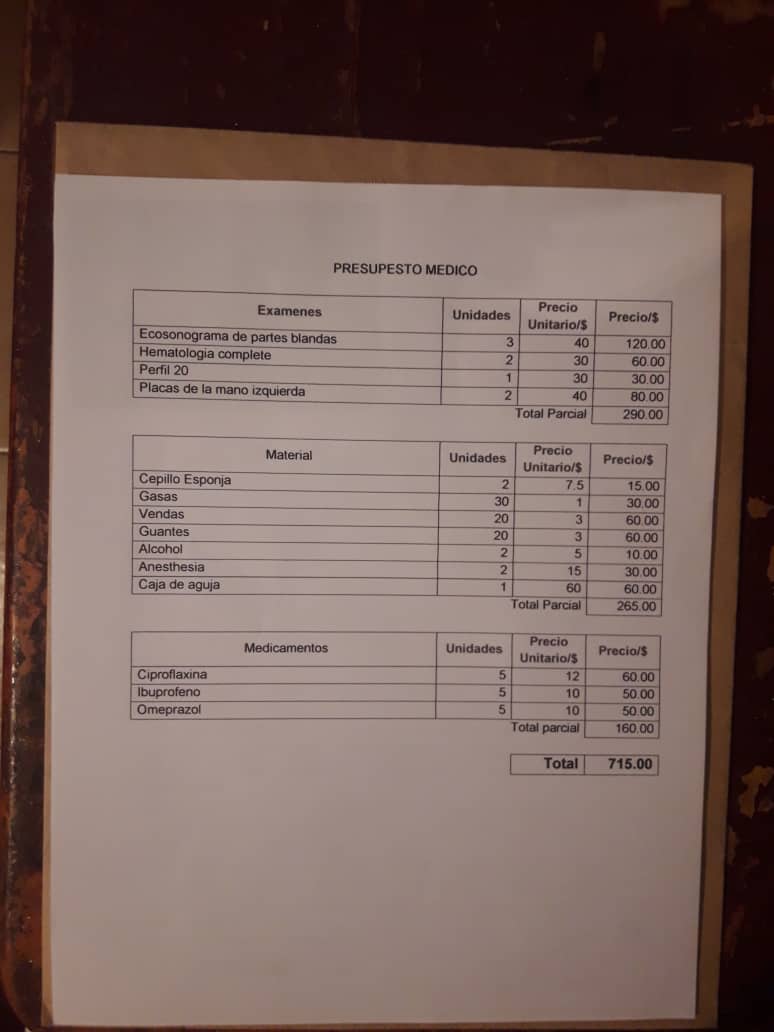 PRESUPESTO MEDICO
Examenes Unidades Precio Unitario/$ Precio/$
Ecosonograma de partes blandas 3 40 120.00
Hematologia complete 2 30 60.00
Perfil 20 1 30 30.00
Placas de la mano izquierda 2 40 80.00
Total Parcial 290.00
Material Unidades Precio Unitario/$ Precio/$
Cepillo Esponja 2 7.5 15.00
Gasas 30 1 30.00
Vendas 20 3 60.00
Guantes 20 3 60.00
Alcohol 2 5 10.00
Anesthesia 2 15 30.00
Caja de aguja 1 60 60.00
Total Parcial 265.00
Medicamentos Unidades Precio Unitario/$ Precio/$
Ciproflaxina 5 12 60.00
Ibuprofeno 5 10 50.00
Omeprazol 5 10 50.00
Total parcial 160.00
Total 715.00